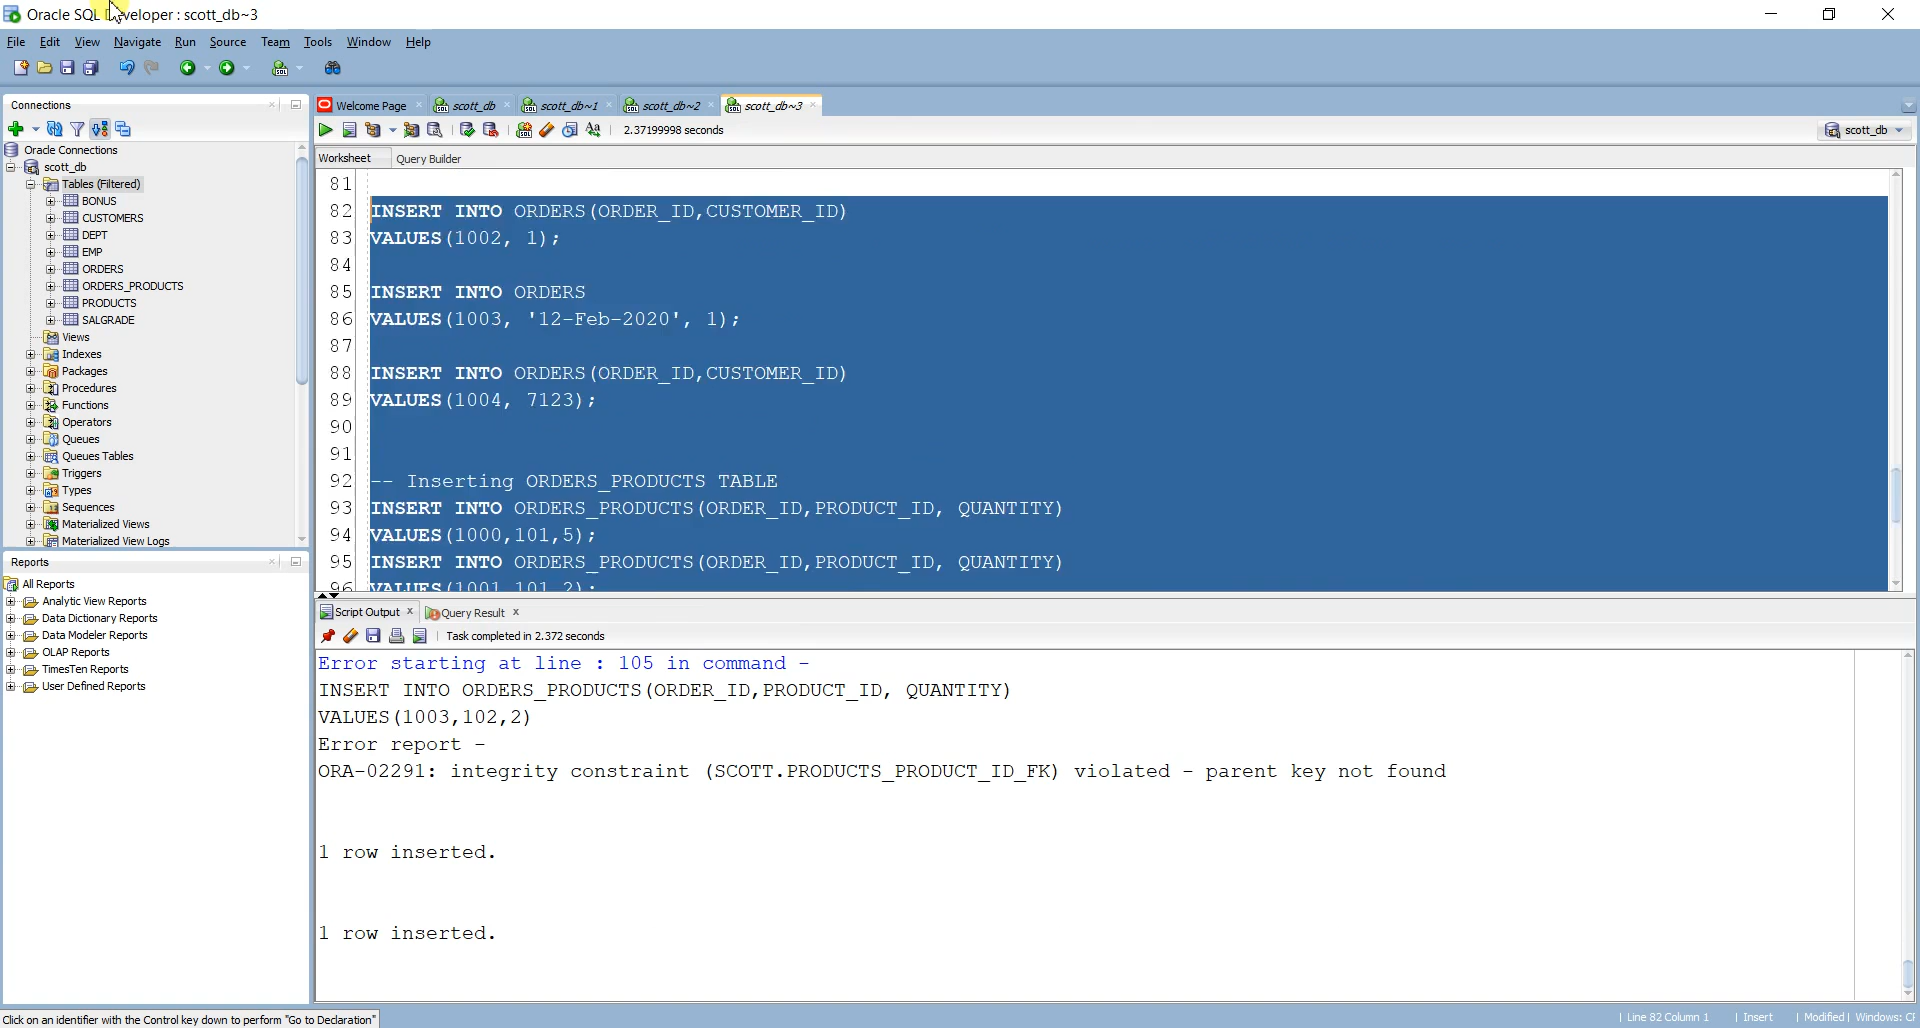 Oracle SQL Developer : scott_db~3
File Edit View Navigate Run Source Team Tools Window Help
Connections
Oracle Connections
scott_db
Tables (Filtered)
BONUS
CUSTOMERS
DEPT
EMP
ORDERS
ORDERS_PRODUCTS
PRODUCTS
SALGRADE
Views
Indexes
Packages
Procedures
Functions
Operators
Queues
Queues Tables
Triggers
Types
Sequences
Materialized Views
Materialized View Logs
Reports
All Reports
Analytic View Reports
Data Dictionary Reports
Data Modeler Reports
OLAP Reports
TimesTen Reports
User Defined Reports
Welcome Page scott_db scott_db~1 scott_db~2 scott_db~3
2.37199998 seconds
scott_db
Worksheet Query Builder
81
82 INSERT INTO ORDERS(ORDER_ID,CUSTOMER_ID)
83 VALUES(1002, 1);
84
85 INSERT INTO ORDERS
86 VALUES(1003, '12-Feb-2020', 1);
87
88 INSERT INTO ORDERS(ORDER_ID,CUSTOMER_ID)
89 VALUES(1004, 7123);
90
91
92 -- Inserting ORDERS_PRODUCTS TABLE
93 INSERT INTO ORDERS_PRODUCTS(ORDER_ID,PRODUCT_ID, QUANTITY)
94 VALUES(1000,101,5);
95 INSERT INTO ORDERS_PRODUCTS(ORDER_ID,PRODUCT_ID, QUANTITY)
96 VALUES(1001,101,2);
Script Output Query Result
Task completed in 2.372 seconds
Error starting at line : 105 in command -
INSERT INTO ORDERS_PRODUCTS(ORDER_ID,PRODUCT_ID, QUANTITY)
VALUES(1003,102,2)
Error report -
ORA-02291: integrity constraint (SCOTT.PRODUCTS_PRODUCT_ID_FK) violated - parent key not found
1 row inserted.
1 row inserted.
Click on an identifier with the Control key down to perform "Go to Declaration"
Line 82 Column 1 Insert Modified Windows: